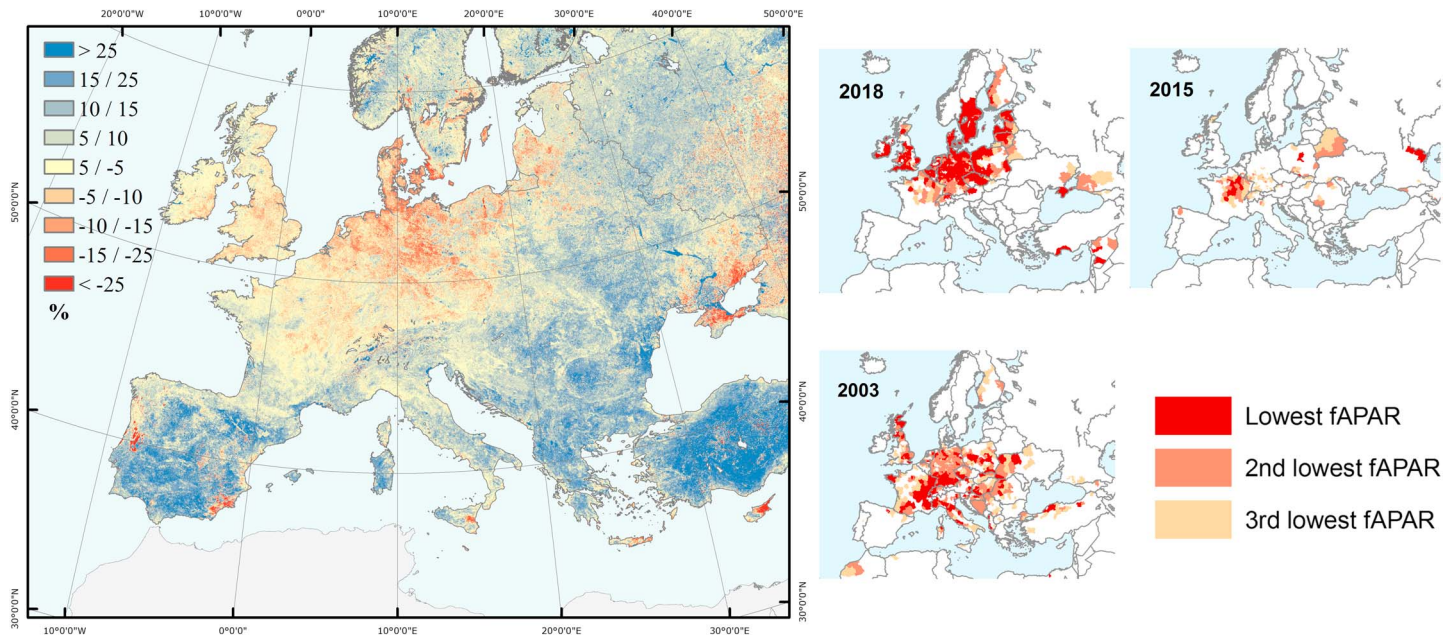 20°0'0"W
10°0'0"W
0°0'0"
10°0'0"E
20°0'0"E
30°0'0"E
40°0'0"E
50°0'0"E
> 25
15 / 25
10 / 15
5 / 10
5 / -5
-5 / -10
-10 / -15
-15 / -25
< -25
%
50°0'0"N
40°0'0"N
30°0'0"N
50°0'0"N
40°0'0"N
30°0'0"N
10°0'0"W
0°0'0"
10°0'0"E
20°0'0"E
30°0'0"E
2018
2015
2003
Lowest fAPAR
2nd lowest fAPAR
3rd lowest fAPAR